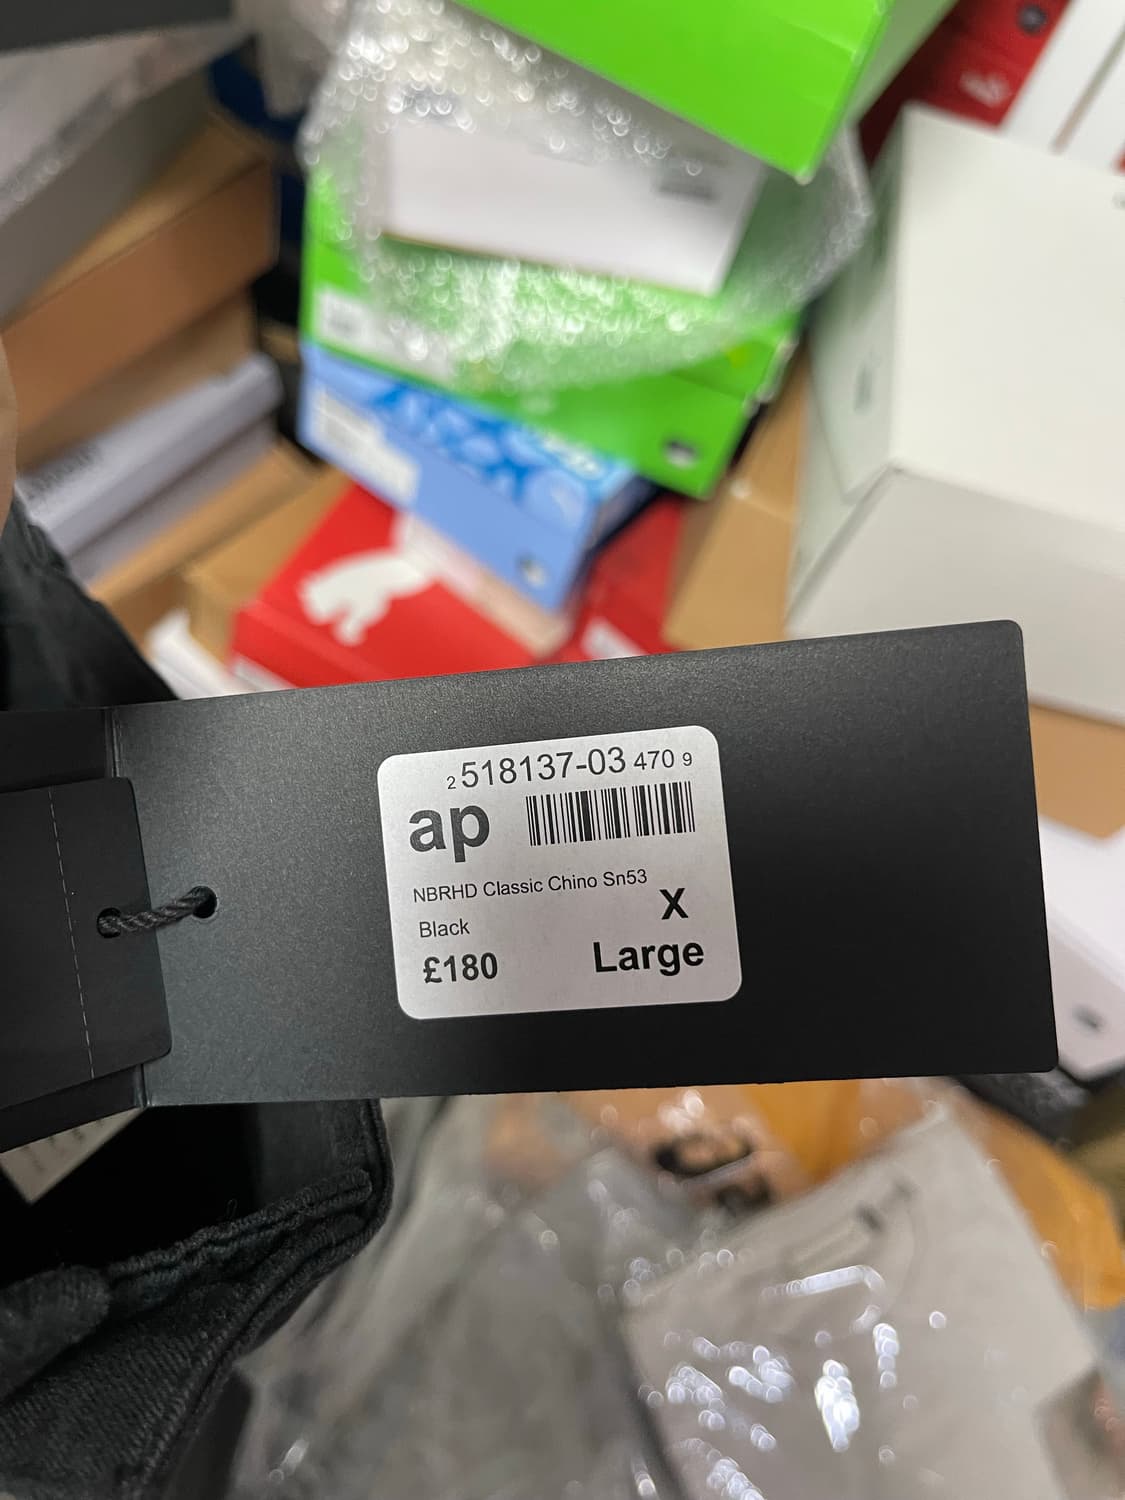 2 518137-03 470 9
ap
NBRHD Classic Chino Sn53
Black
X
£180
Large